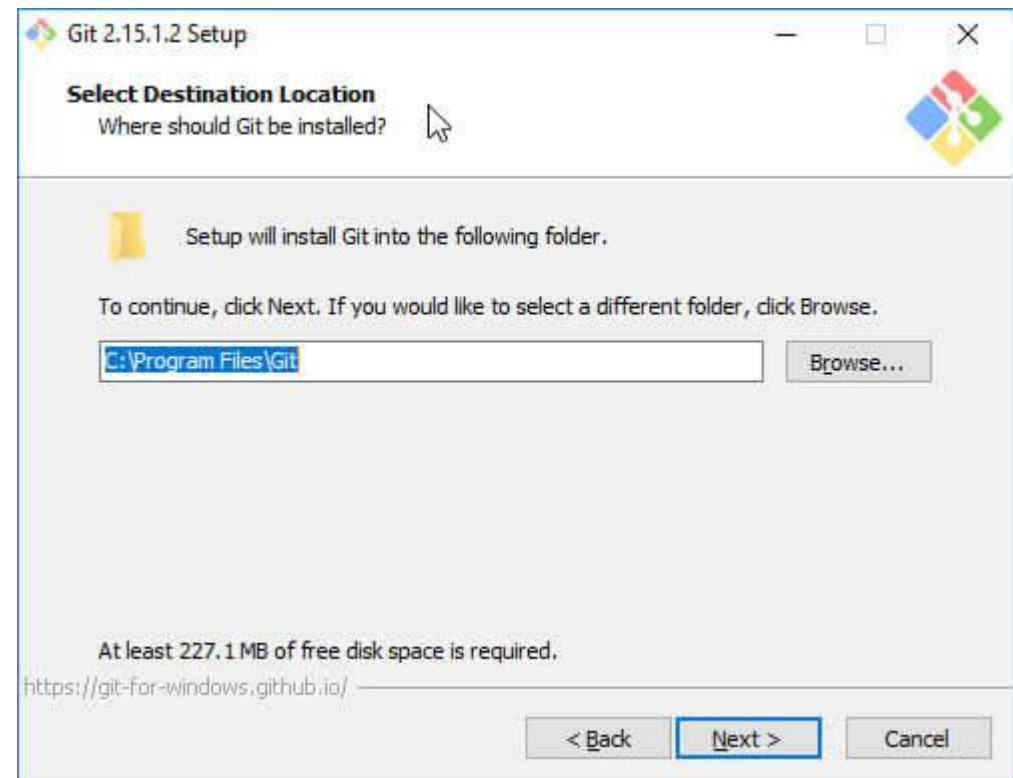 Git 2.15.1.2 Setup
Select Destination Location
Where should Git be installed?
Setup will install Git into the following folder.
To continue, click Next. If you would like to select a different folder, click Browse.
C:\Program Files\Git
Browse...
At least 227.1 MB of free disk space is required.
https://git-for-windows.github.io/
< Back
Next >
Cancel